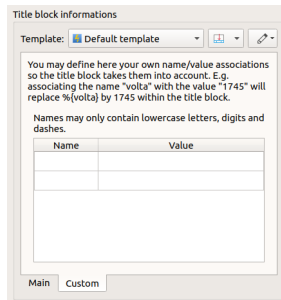 Title block informations
Template: Default template
You may define here your own name/value associations
so the title block takes them into account. E.g.
associating the name "volta" with the value "1745" will
replace %{volta} by 1745 within the title block.
Names may only contain lowercase letters, digits and
dashes.
Name Value
Main Custom